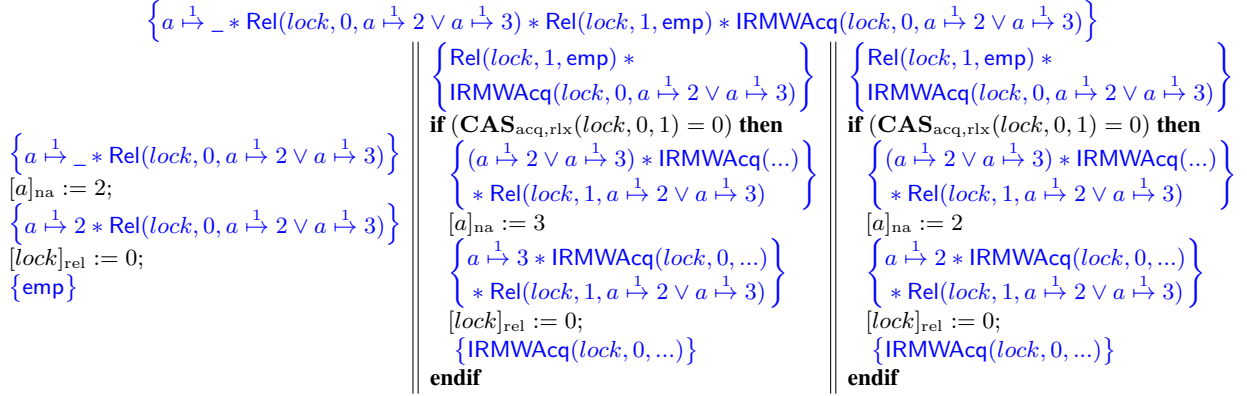 {a ↦¹ _ ∗ Rel(lock, 0, a ↦¹ 2 ∨ a ↦¹ 3) ∗ Rel(lock, 1, emp) ∗ IRMWAcq(lock, 0, a ↦¹ 2 ∨ a ↦¹ 3)}
{a ↦¹ _ ∗ Rel(lock, 0, a ↦¹ 2 ∨ a ↦¹ 3)}
[a]ₙₐ := 2;
{a ↦¹ 2 ∗ Rel(lock, 0, a ↦¹ 2 ∨ a ↦¹ 3)}
[lock]_rel := 0;
{emp}
{Rel(lock, 1, emp) ∗
IRMWAcq(lock, 0, a ↦¹ 2 ∨ a ↦¹ 3)}
if (CAS_acq,rlx(lock, 0, 1) = 0) then
{(a ↦¹ 2 ∨ a ↦¹ 3) ∗ IRMWAcq(...)
∗ Rel(lock, 1, a ↦¹ 2 ∨ a ↦¹ 3)}
[a]ₙₐ := 3
{a ↦¹ 3 ∗ IRMWAcq(lock, 0, ...)
∗ Rel(lock, 1, a ↦¹ 2 ∨ a ↦¹ 3)}
[lock]_rel := 0;
{IRMWAcq(lock, 0, ...)}
endif
{Rel(lock, 1, emp) ∗
IRMWAcq(lock, 0, a ↦¹ 2 ∨ a ↦¹ 3)}
if (CAS_acq,rlx(lock, 0, 1) = 0) then
{(a ↦¹ 2 ∨ a ↦¹ 3) ∗ IRMWAcq(...)
∗ Rel(lock, 1, a ↦¹ 2 ∨ a ↦¹ 3)}
[a]ₙₐ := 2
{a ↦¹ 2 ∗ IRMWAcq(lock, 0, ...)
∗ Rel(lock, 1, a ↦¹ 2 ∨ a ↦¹ 3)}
[lock]_rel := 0;
{IRMWAcq(lock, 0, ...)}
endif